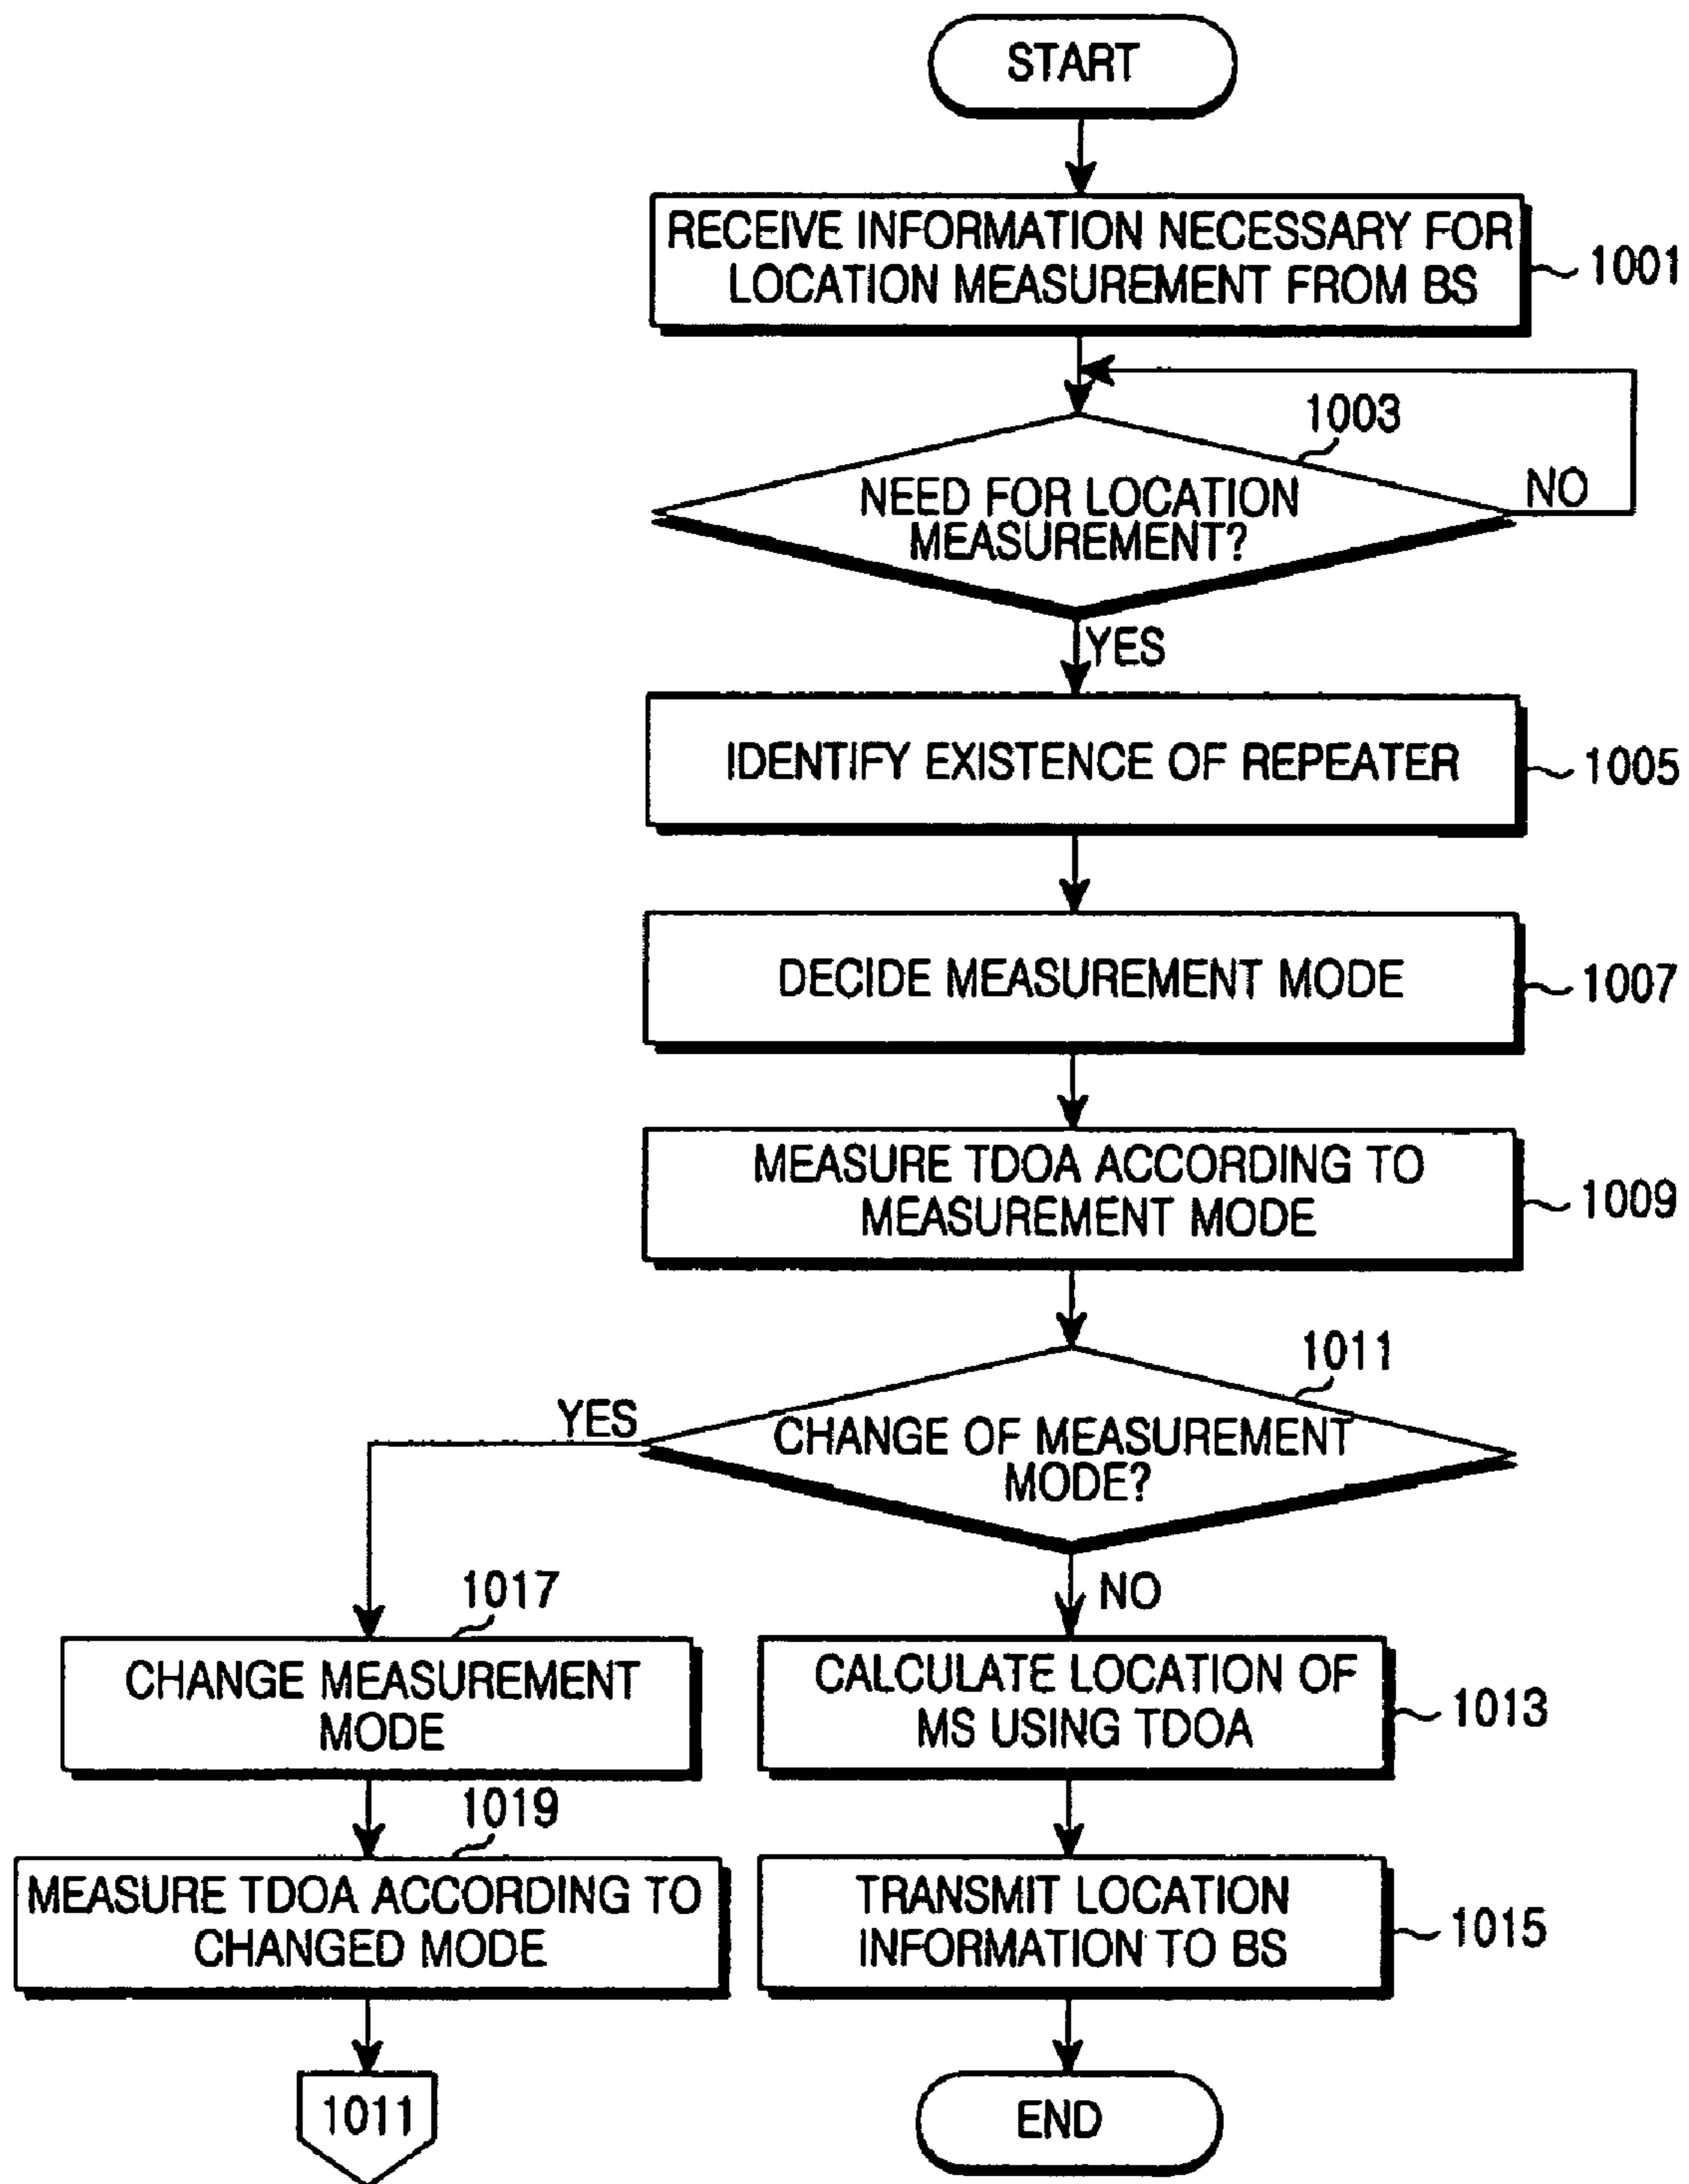 START
RECEIVE INFORMATION NECESSARY FOR
LOCATION MEASUREMENT FROM BS
1001
1003
NEED FOR LOCATION
MEASUREMENT?
NO
YES
IDENTIFY EXISTENCE OF REPEATER
1005
DECIDE MEASUREMENT MODE
1007
MEASURE TDOA ACCORDING TO
MEASUREMENT MODE
1009
1011
YES
CHANGE OF MEASUREMENT
MODE?
NO
1017
CHANGE MEASUREMENT
MODE
CALCULATE LOCATION OF
MS USING TDOA
1013
1019
MEASURE TDOA ACCORDING TO
CHANGED MODE
TRANSMIT LOCATION
INFORMATION TO BS
1015
1011
END